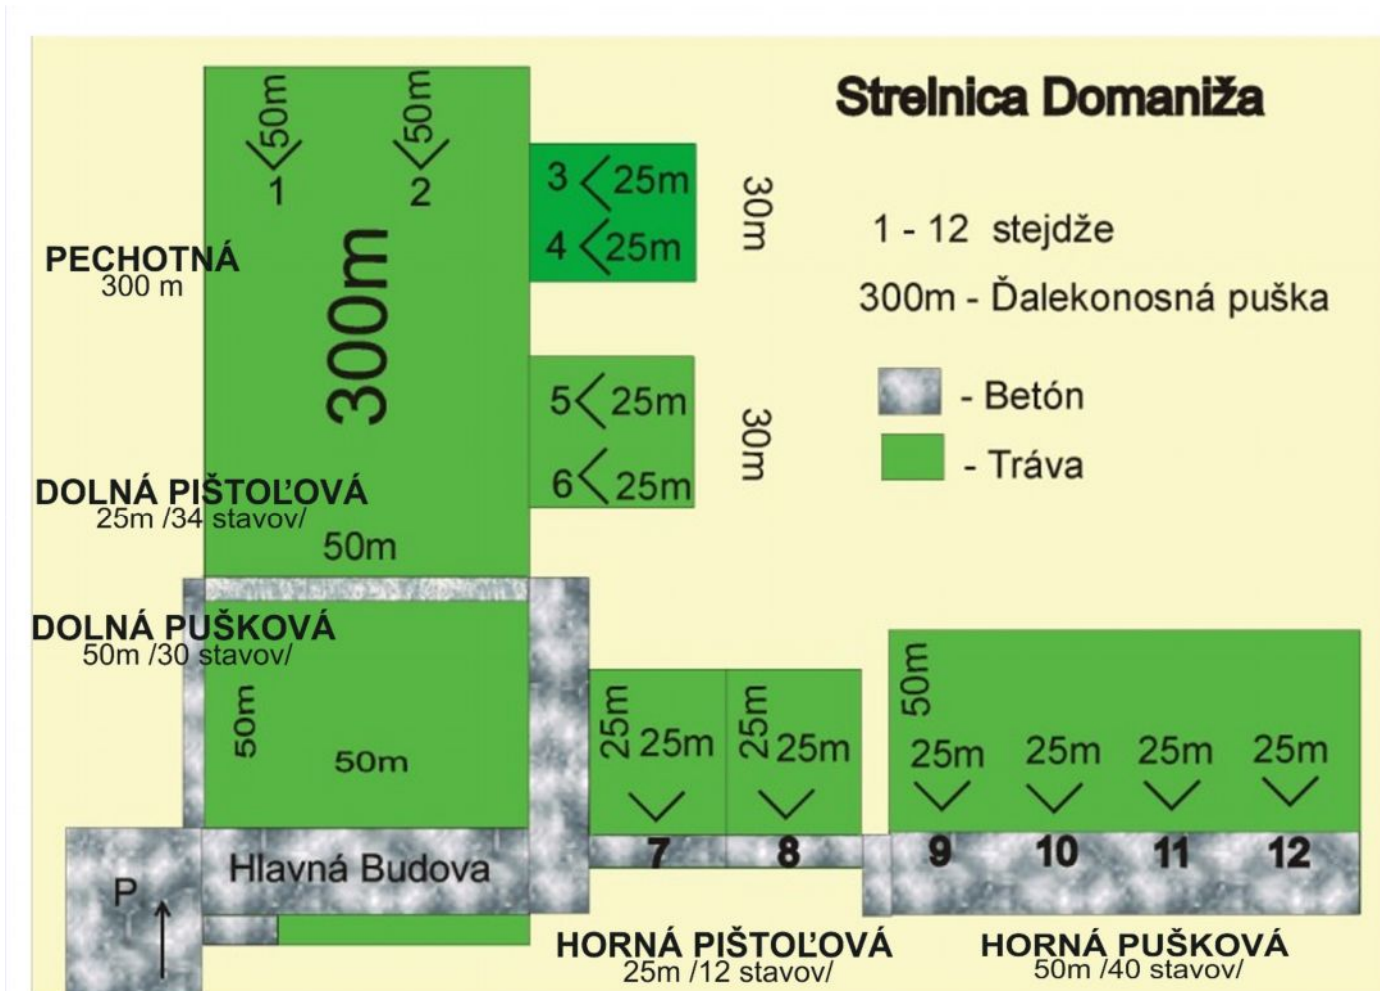 Strelnica Domaniža
50m
50m
1
2
3 25m
4 25m
30m
1 - 12 stejdže
300m - Ďalekonosná puška
- Betón
- Tráva
PECHOTNÁ
300 m
300m
5 25m
6 25m
30m
DOLNÁ PIŠTOĽOVÁ
25m /34 stavov/
50m
DOLNÁ PUŠKOVÁ
50m /30 stavov/
50m
50m
25m
25m
25m
25m
50m
25m
25m
25m
25m
7
8
9
10
11
12
Hlavná Budova
P
HORNÁ PIŠTOĽOVÁ
25m /12 stavov/
HORNÁ PUŠKOVÁ
50m /40 stavov/